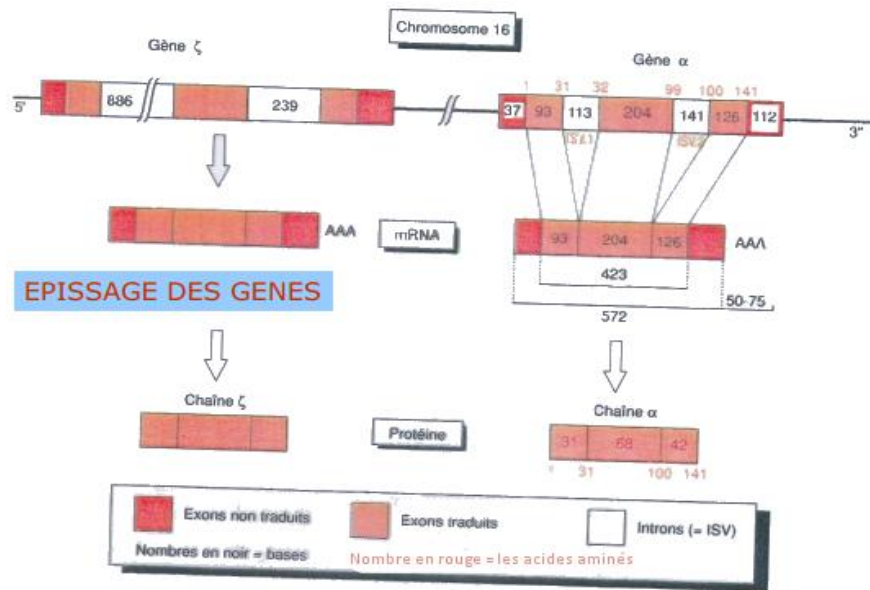 Chromosome 16
Gène ζ
Gène α
1 31 32 99 100 141
5' 886 239 37 93 113 204 141 126 112 3"
ISV.1 ISV.2
AAA mRNA 93 204 126 AAA
423
EPISSAGE DES GENES
50-75
572
Chaîne ζ
Chaîne α
Protéine
31 68 42
31 100 141
Exons non traduits
Exons traduits
Introns (= ISV)
Nombres en noir = bases
Nombre en rouge = les acides aminés